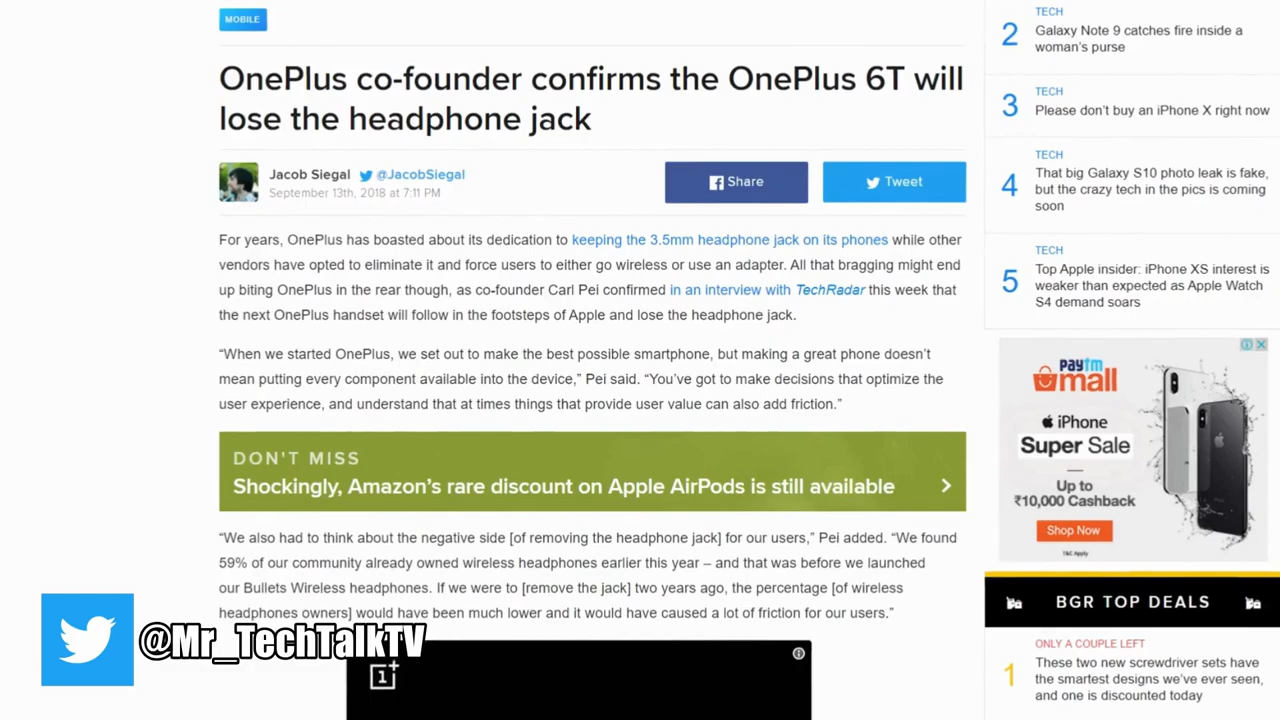 MOBILE
OnePlus co-founder confirms the OnePlus 6T will
lose the headphone jack
Jacob Siegal @JacobSiegal
September 13th, 2018 at 7:11 PM
Share
Tweet
For years, OnePlus has boasted about its dedication to keeping the 3.5mm headphone jack on its phones while other
vendors have opted to eliminate it and force users to either go wireless or use an adapter. All that bragging might end
up biting OnePlus in the rear though, as co-founder Carl Pei confirmed in an interview with TechRadar this week that
the next OnePlus handset will follow in the footsteps of Apple and lose the headphone jack.
“When we started OnePlus, we set out to make the best possible smartphone, but making a great phone doesn’t
mean putting every component available into the device,” Pei said. “You’ve got to make decisions that optimize the
user experience, and understand that at times things that provide user value can also add friction.”
DON'T MISS
Shockingly, Amazon’s rare discount on Apple AirPods is still available
“We also had to think about the negative side [of removing the headphone jack] for our users,” Pei added. “We found
59% of our community already owned wireless headphones earlier this year – and that was before we launched
our Bullets Wireless headphones. If we were to [remove the jack] two years ago, the percentage [of wireless
headphones owners] would have been much lower and it would have caused a lot of friction for our users.”
@Mr_TechTalkTV
1+
TECH
2 Galaxy Note 9 catches fire inside a
woman’s purse
TECH
3 Please don’t buy an iPhone X right now
TECH
4 That big Galaxy S10 photo leak is fake,
but the crazy tech in the pics is coming
soon
TECH
5 Top Apple insider: iPhone XS interest is
weaker than expected as Apple Watch
S4 demand soars
paytm
mall
iPhone
Super Sale
Up to
₹10,000 Cashback
Shop Now
T&C Apply
BGR TOP DEALS
ONLY A COUPLE LEFT
1 These two new screwdriver sets have
the smartest designs we’ve ever seen,
and one is discounted today